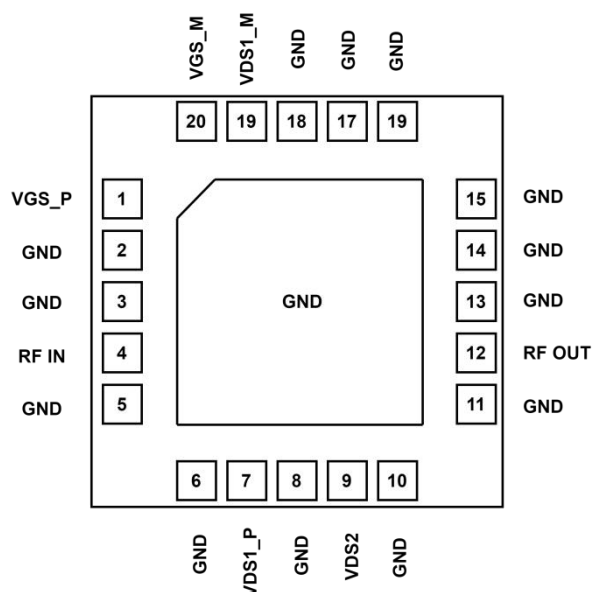 VGS_M VDS1_M GND GND GND
20 19 18 17 19
VGS_P 1 15 GND
GND 2 14 GND
GND 3 GND 13 GND
RF IN 4 12 RF OUT
GND 5 11 GND
6 7 8 9 10
GND VDS1_P GND VDS2 GND